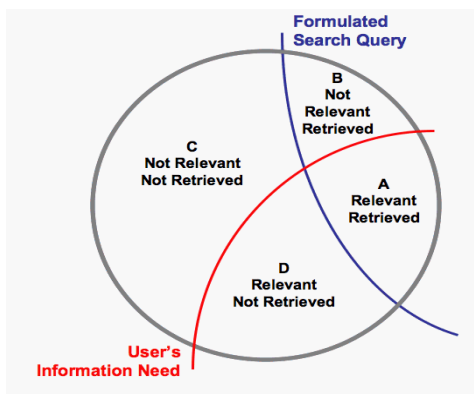 Formulated
Search Query
B
Not
Relevant
Retrieved
C
Not Relevant
Not Retrieved
A
Relevant
Retrieved
D
Relevant
Not Retrieved
User's
Information Need